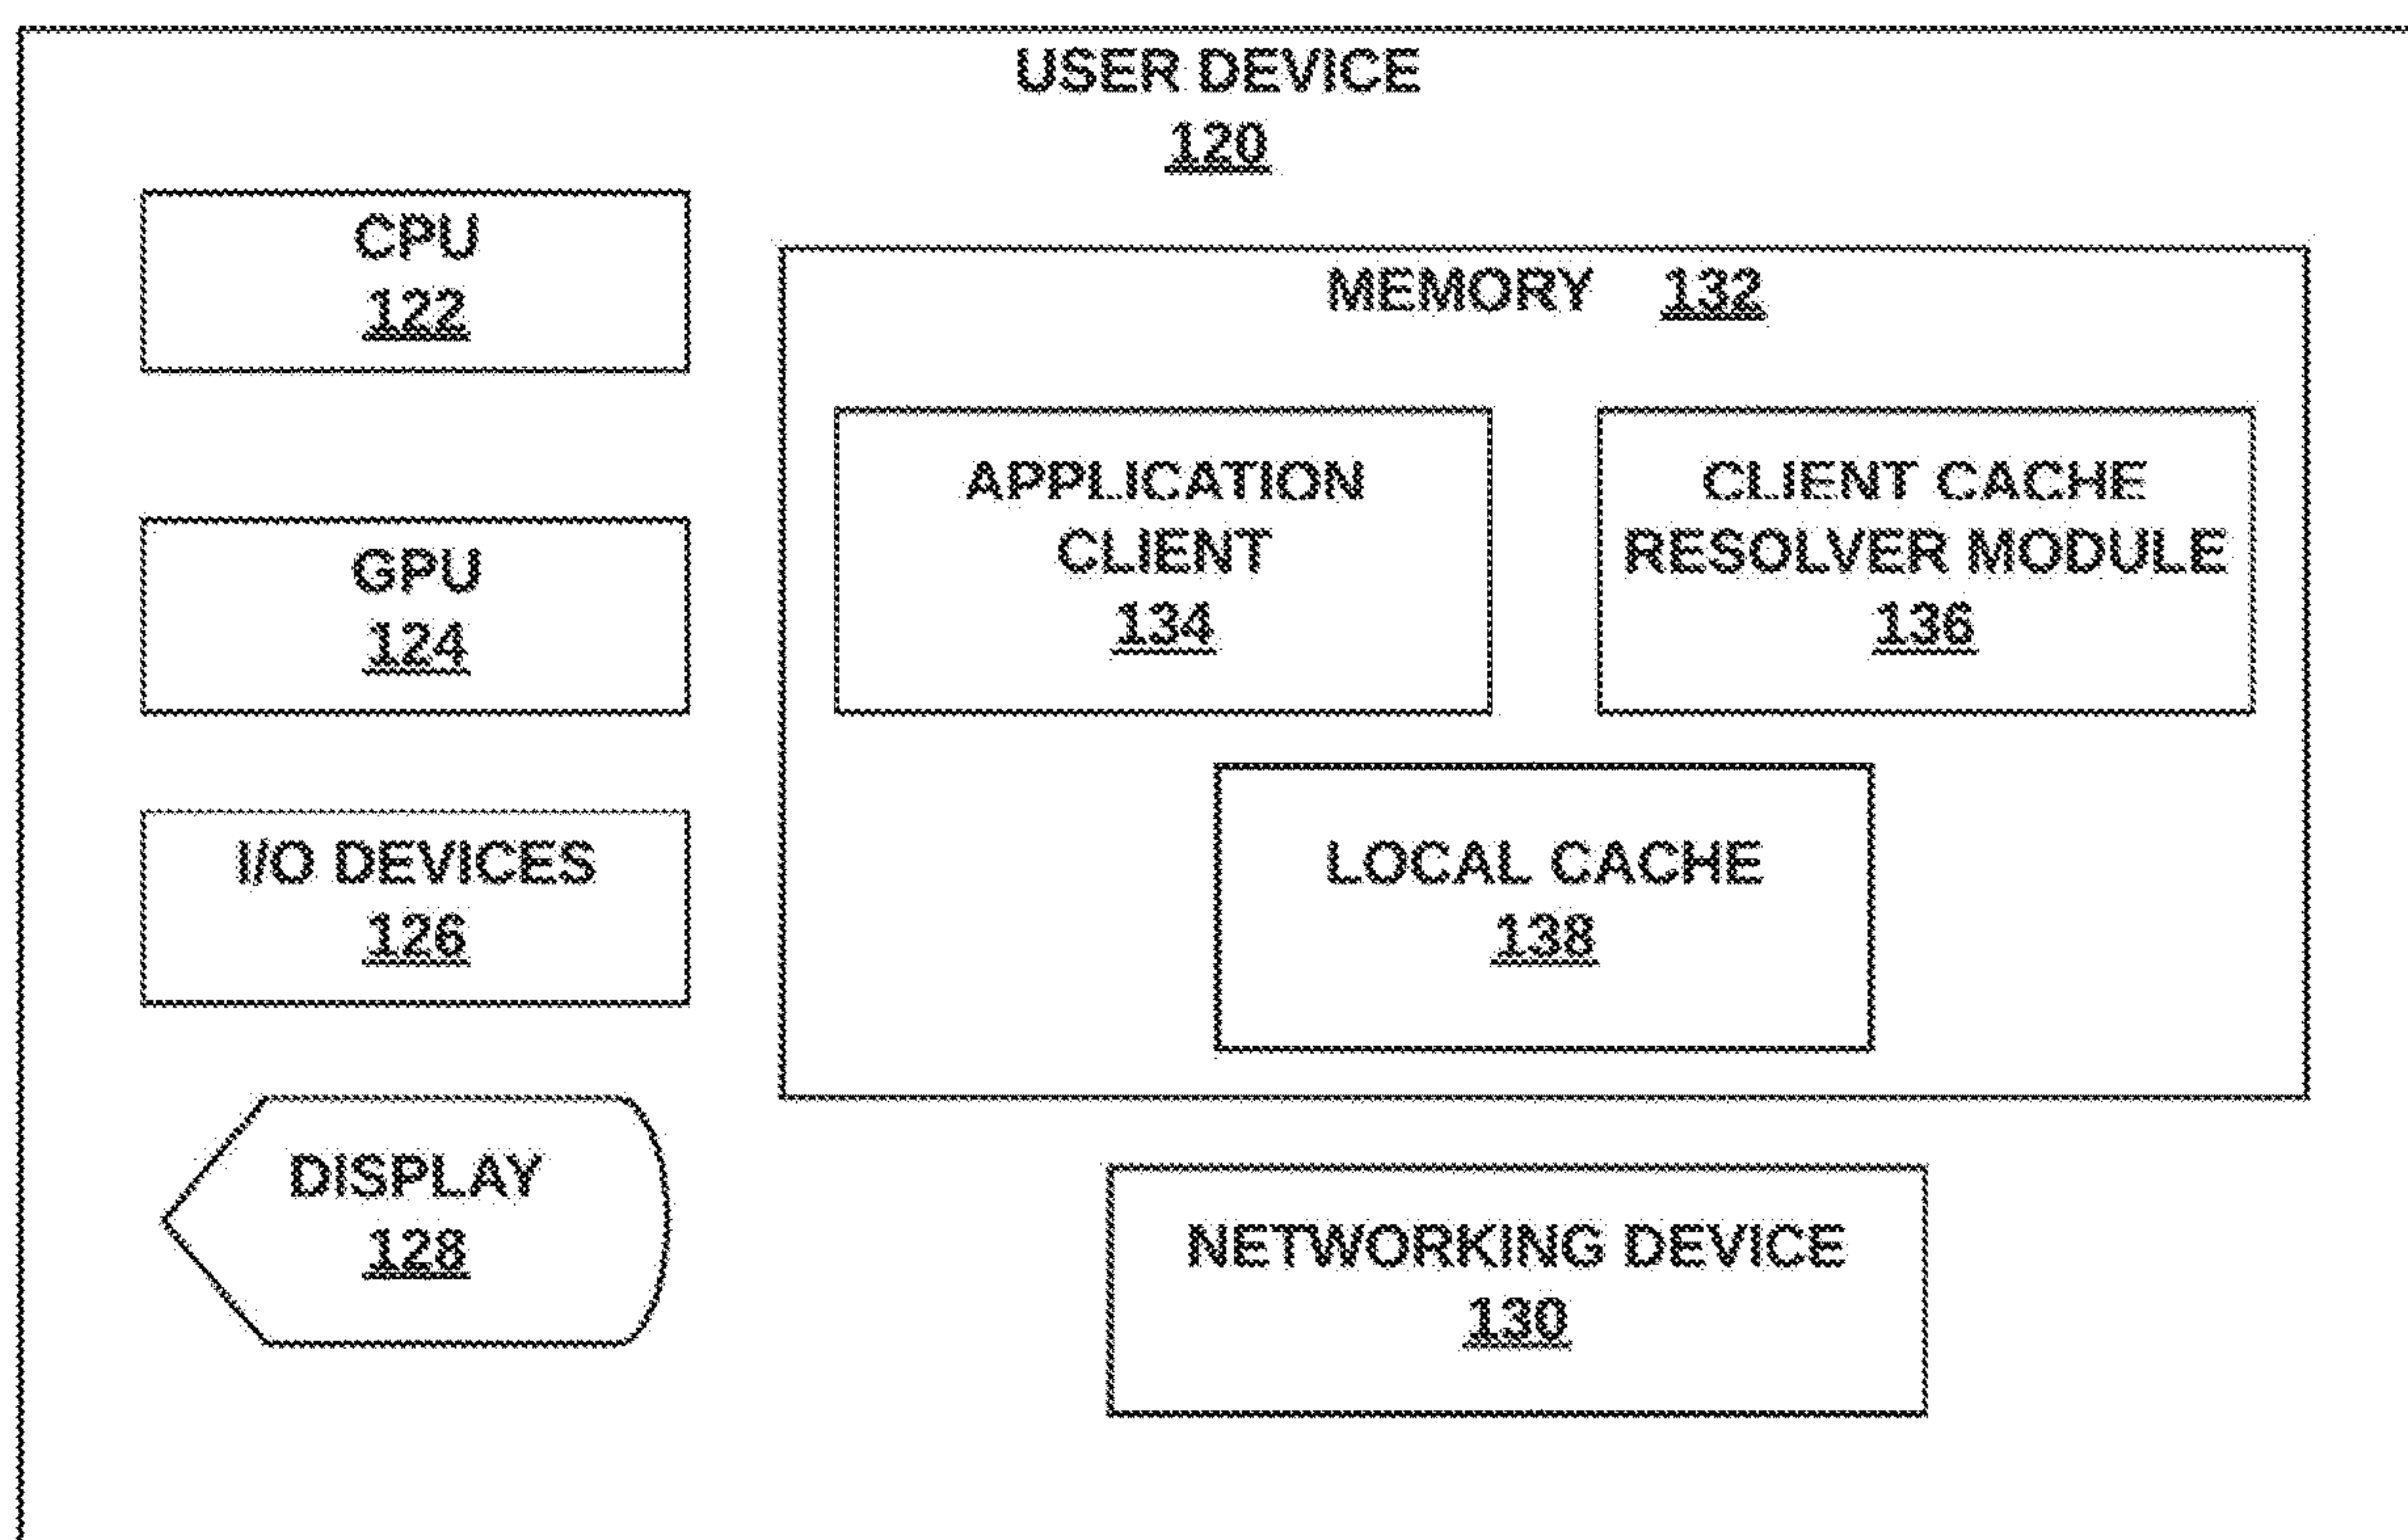 USER DEVICE
120
CPU
122
GPU
124
I/O DEVICES
126
DISPLAY
128
MEMORY 132
APPLICATION
CLIENT
134
CLIENT CACHE
RESOLVER MODULE
136
LOCAL CACHE
138
NETWORKING DEVICE
130